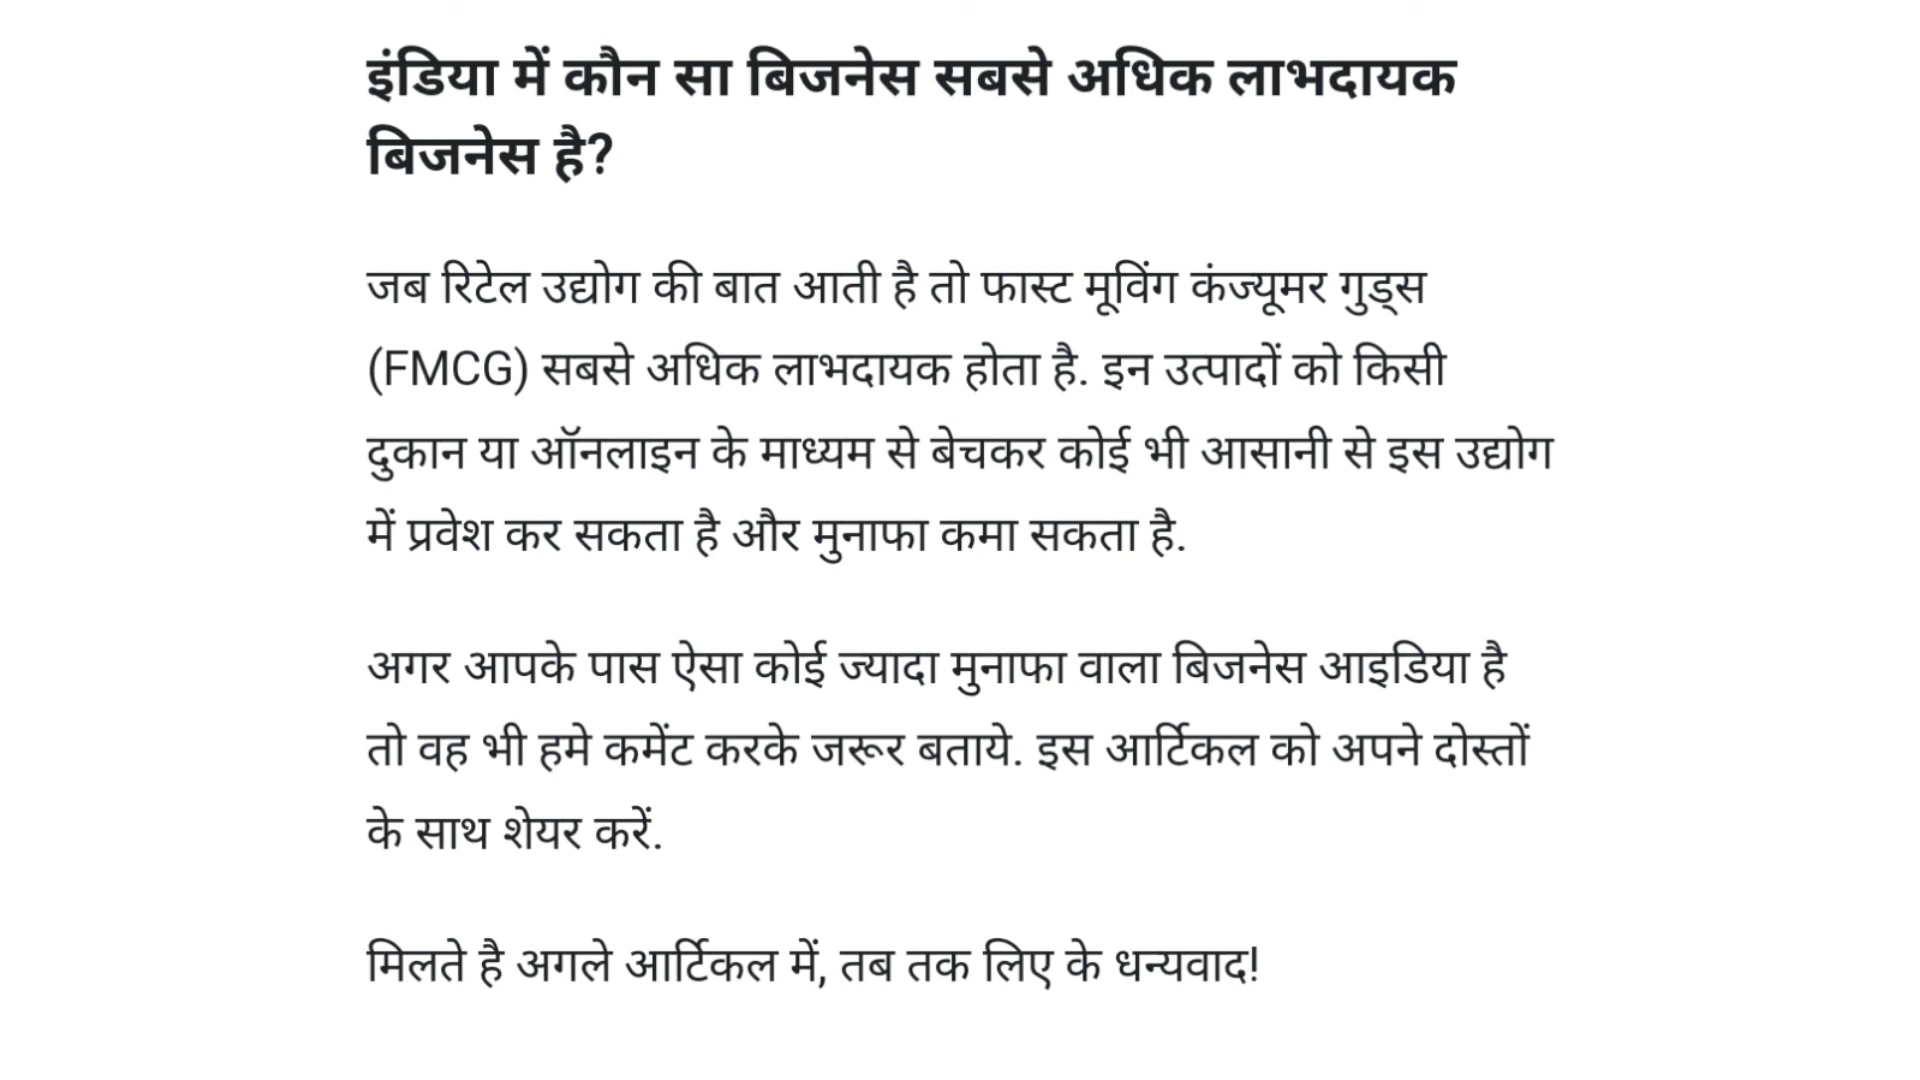 इंडिया में कौन सा बिजनेस सबसे अधिक लाभदायक
बिजनेस है?
जब रिटेल उद्योग की बात आती है तो फास्ट मूविंग कंज्यूमर गुड्स
(FMCG) सबसे अधिक लाभदायक होता है. इन उत्पादों को किसी
दुकान या ऑनलाइन के माध्यम से बेचकर कोई भी आसानी से इस उद्योग
में प्रवेश कर सकता है और मुनाफा कमा सकता है.
अगर आपके पास ऐसा कोई ज्यादा मुनाफा वाला बिजनेस आइडिया है
तो वह भी हमे कमेंट करके जरूर बताये. इस आर्टिकल को अपने दोस्तों
के साथ शेयर करें.
मिलते है अगले आर्टिकल में, तब तक लिए के धन्यवाद!